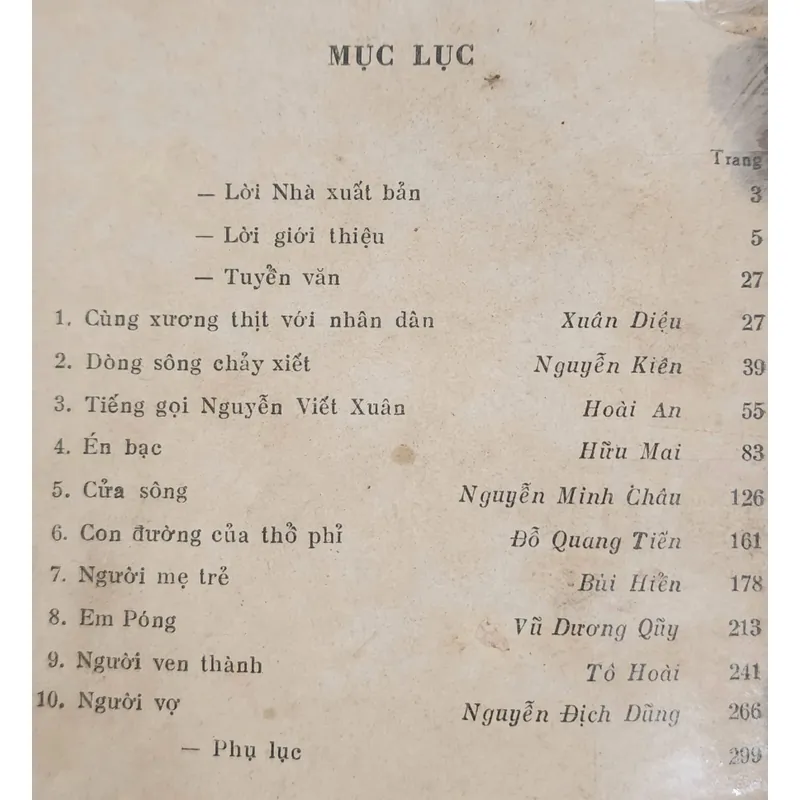 MỤC LỤC
Trang
— Lời Nhà xuất bản 3
— Lời giới thiệu 5
— Tuyển văn 27
1. Cùng xương thịt với nhân dân Xuân Diệu 27
2. Dòng sông chảy xiết Nguyễn Kiên 39
3. Tiếng gọi Nguyễn Viết Xuân Hoài An 55
4. Én bạc Hữu Mai 83
5. Cửa sông Nguyễn Minh Châu 126
6. Con đường của thổ phỉ Đỗ Quang Tiến 161
7. Người mẹ trẻ Bùi Hiển 178
8. Em Póng Vũ Dương Qũy 213
9. Người ven thành Tô Hoài 241
10. Người vợ Nguyễn Địch Dũng 266
— Phụ lục 299